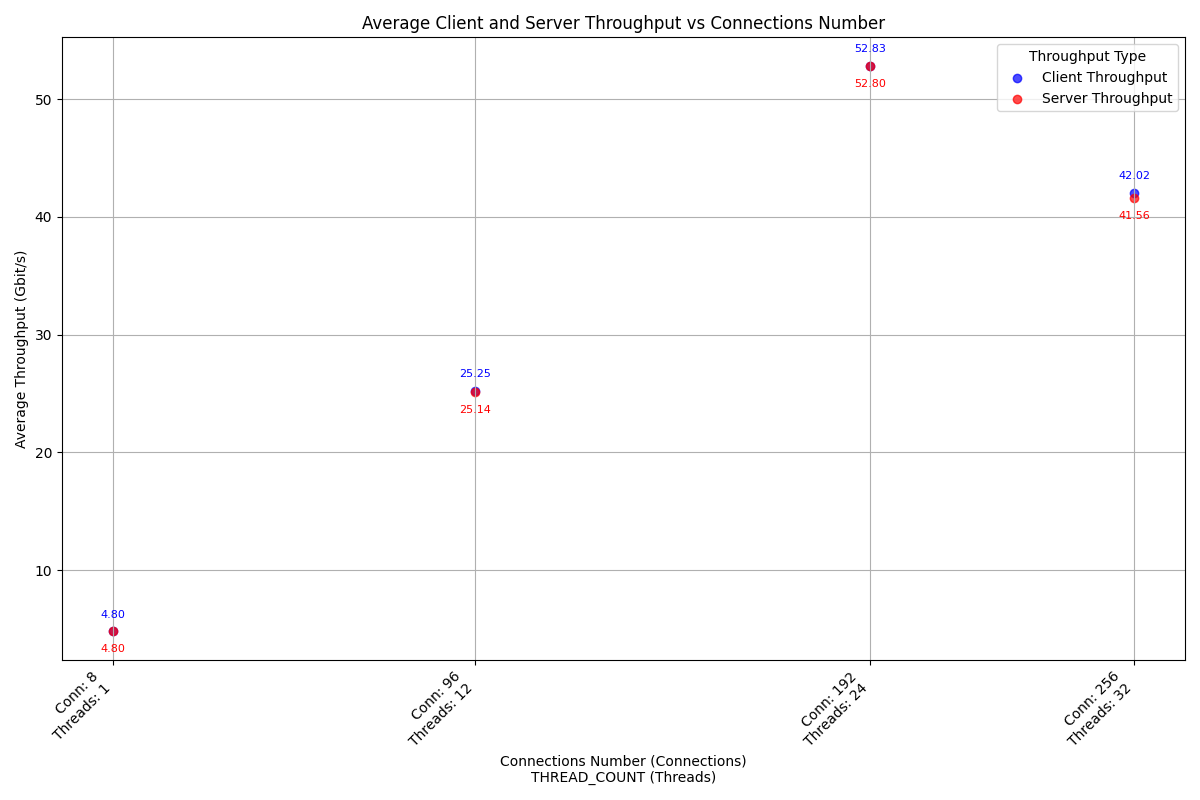 Average Client and Server Throughput vs Connections Number
Throughput Type
Client Throughput
Server Throughput
Average Throughput (Gbit/s)
50
40
30
20
10
52.83
52.80
42.02
41.56
25.25
25.14
4.80
4.80
Conn: 8
Threads: 1
Conn: 96
Threads: 12
Conn: 192
Threads: 24
Conn: 256
Threads: 32
Connections Number (Connections)
THREAD_COUNT (Threads)